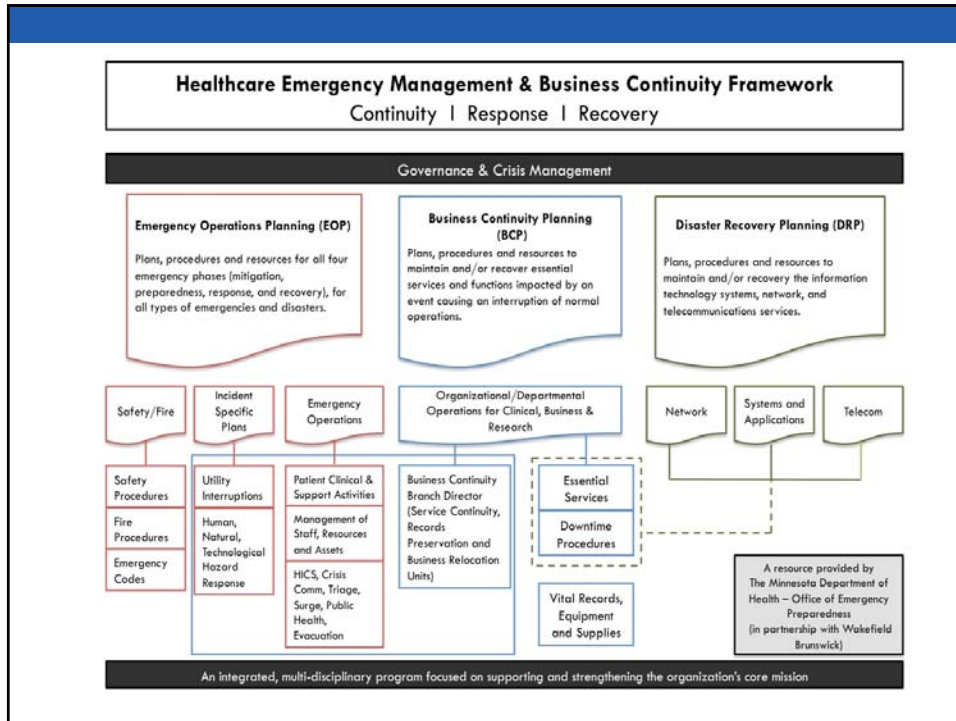 Healthcare Emergency Management & Business Continuity Framework
Continuity | Response | Recovery
Governance & Crisis Management
Emergency Operations Planning (EOP)
Plans, procedures and resources for all four
emergency phases (mitigation,
preparedness, response, and recovery), for
all types of emergencies and disasters.
Business Continuity Planning
(BCP)
Plans, procedures and resources to
maintain and/or recover essential
services and functions impacted by an
event causing an interruption of normal
operations.
Disaster Recovery Planning (DRP)
Plans, procedures and resources to
maintain and/or recovery the information
technology systems, network, and
telecommunications services.
Safety/Fire
Incident
Specific
Plans
Emergency
Operations
Organizational/Departmental
Operations for Clinical, Business &
Research
Network
Systems and
Applications
Telecom
Safety
Procedures
Fire
Procedures
Emergency
Codes
Utility
Interruptions
Human,
Natural,
Technological
Hazard
Response
Patient Clinical &
Support Activities
Management of
Staff, Resources
and Assets
HICS, Crisis
Comm, Triage,
Surge, Public
Health,
Evacuation
Business Continuity
Branch Director
(Service Continuity,
Records
Preservation and
Business Relocation
Units)
Essential
Services
Downtime
Procedures
Vital Records,
Equipment
and Supplies
A resource provided by
The Minnesota Department of
Health – Office of Emergency
Preparedness
(in partnership with Wakefield
Brunswick)
An integrated, multi-disciplinary program focused on supporting and strengthening the organization's core mission